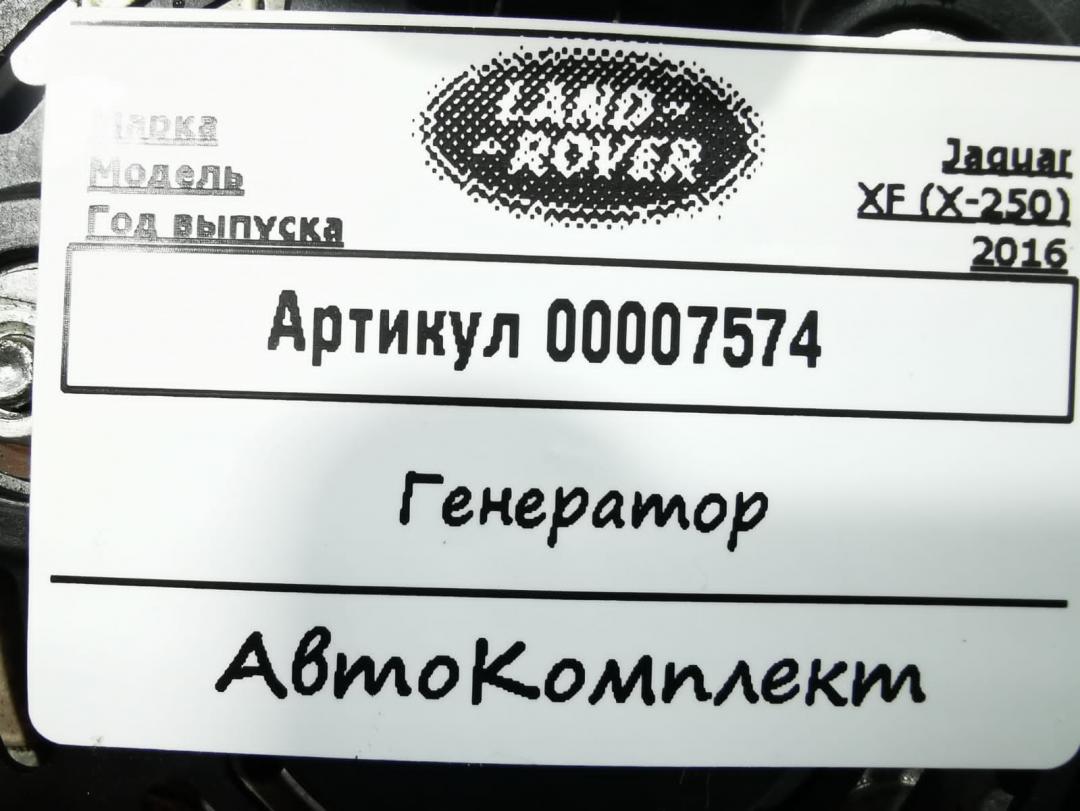 LAND-
-ROVER
Марка
Jaguar
Модель
XF (X-250)
Год выпуска
2016
Артикул 00007574
Генератор
АвтоКомплект